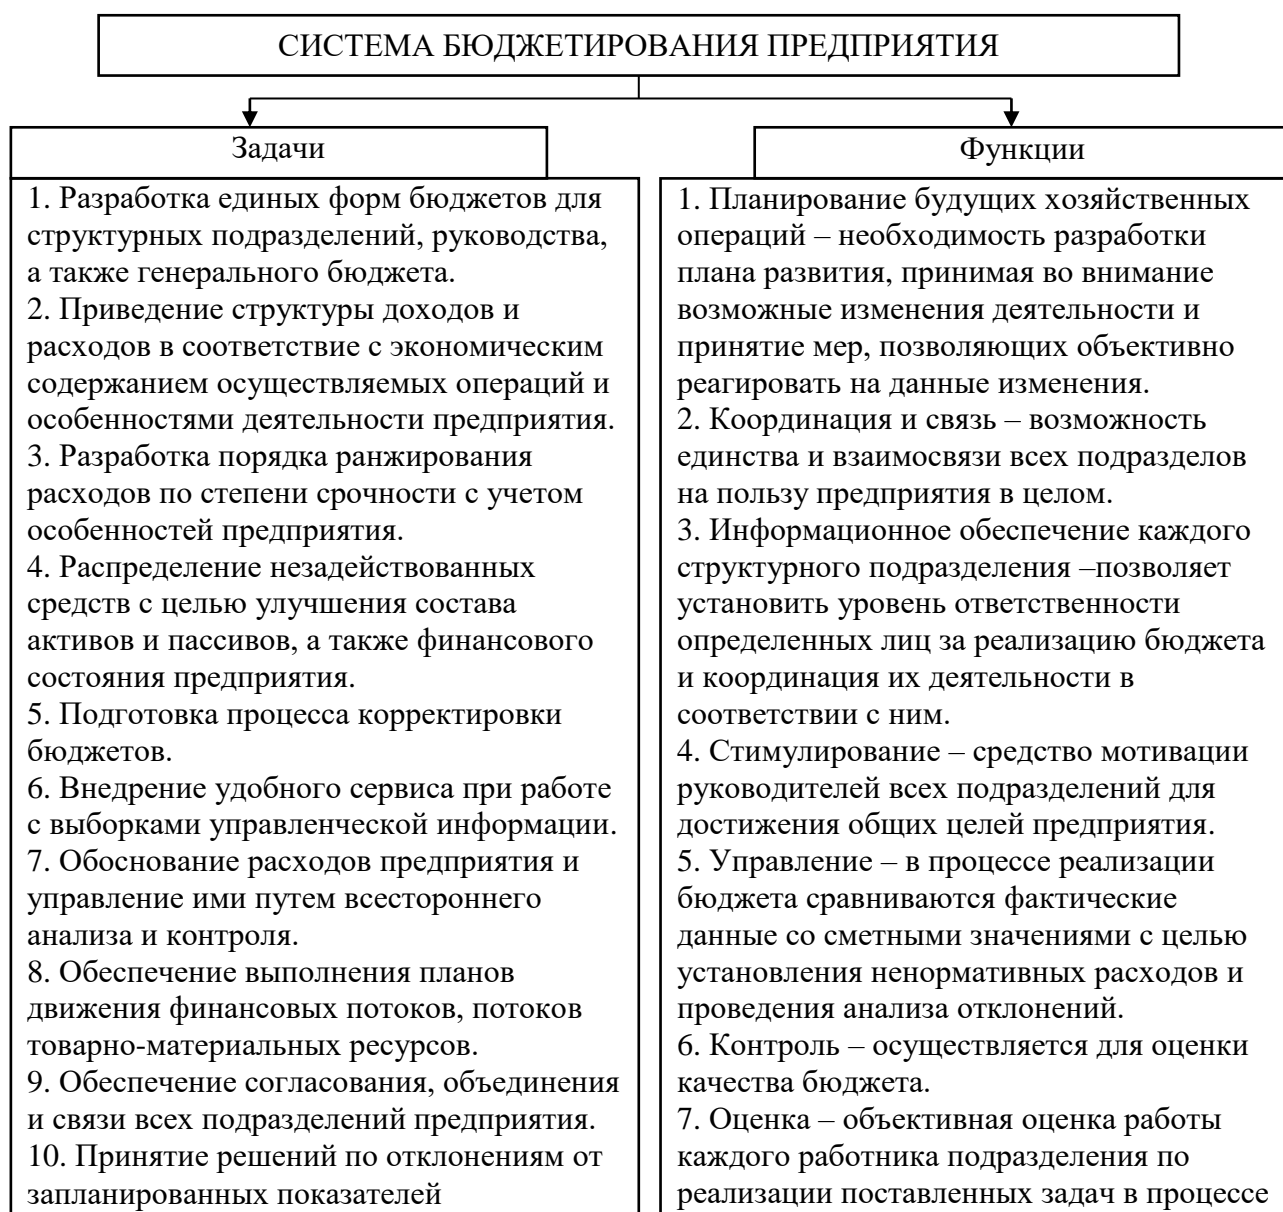 СИСТЕМА БЮДЖЕТИРОВАНИЯ ПРЕДПРИЯТИЯ
Задачи
1. Разработка единых форм бюджетов для
структурных подразделений, руководства,
а также генерального бюджета.
2. Приведение структуры доходов и
расходов в соответствие с экономическим
содержанием осуществляемых операций и
особенностями деятельности предприятия.
3. Разработка порядка ранжирования
расходов по степени срочности с учетом
особенностей предприятия.
4. Распределение незадействованных
средств с целью улучшения состава
активов и пассивов, а также финансового
состояния предприятия.
5. Подготовка процесса корректировки
бюджетов.
6. Внедрение удобного сервиса при работе
с выборками управленческой информации.
7. Обоснование расходов предприятия и
управление ими путем всестороннего
анализа и контроля.
8. Обеспечение выполнения планов
движения финансовых потоков, потоков
товарно-материальных ресурсов.
9. Обеспечение согласования, объединения
и связи всех подразделений предприятия.
10. Принятие решений по отклонениям от
запланированных показателей
Функции
1. Планирование будущих хозяйственных
операций – необходимость разработки
плана развития, принимая во внимание
возможные изменения деятельности и
принятие мер, позволяющих объективно
реагировать на данные изменения.
2. Координация и связь – возможность
единства и взаимосвязи всех подразделов
на пользу предприятия в целом.
3. Информационное обеспечение каждого
структурного подразделения –позволяет
установить уровень ответственности
определенных лиц за реализацию бюджета
и координация их деятельности в
соответствии с ним.
4. Стимулирование – средство мотивации
руководителей всех подразделений для
достижения общих целей предприятия.
5. Управление – в процессе реализации
бюджета сравниваются фактические
данные со сметными значениями с целью
установления ненормативных расходов и
проведения анализа отклонений.
6. Контроль – осуществляется для оценки
качества бюджета.
7. Оценка – объективная оценка работы
каждого работника подразделения по
реализации поставленных задач в процессе